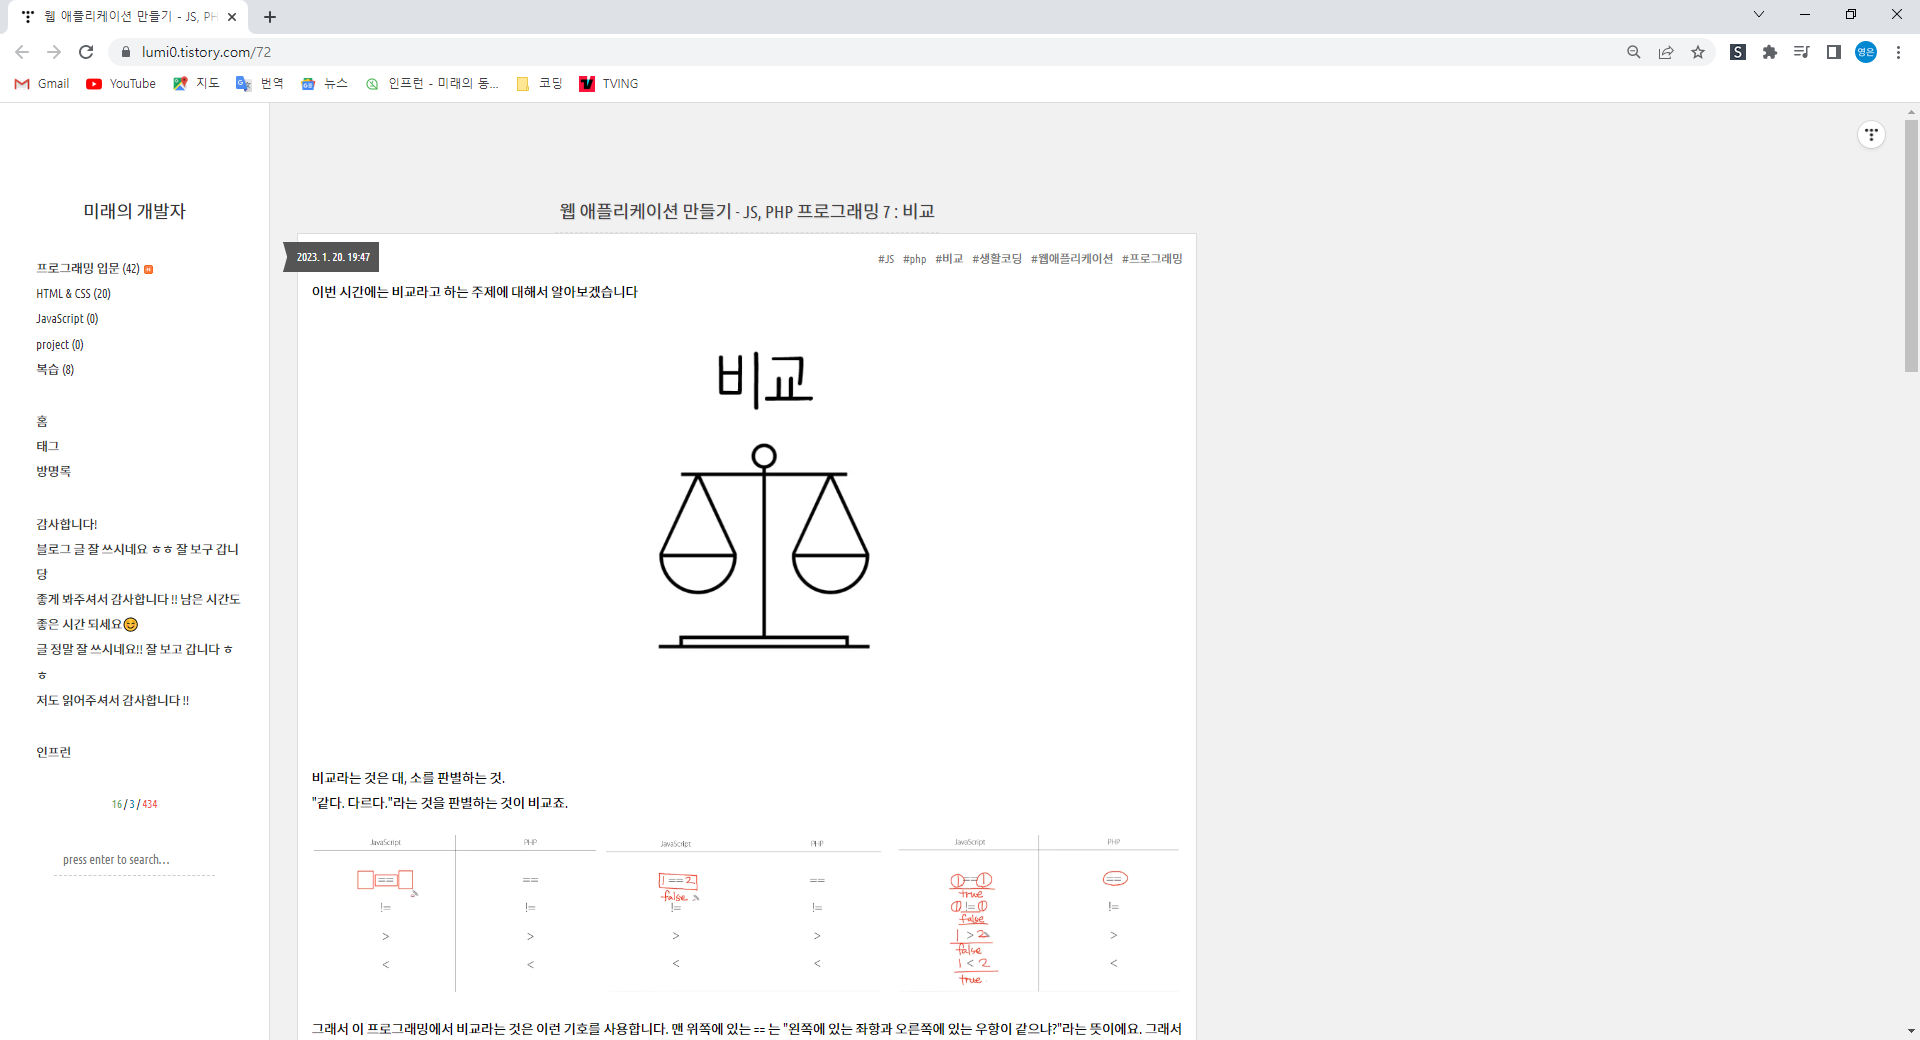 웹 애플리케이션 만들기 - JS, PH
lumi0.tistory.com/72
S
영은
Gmail
YouTube
지도
번역
뉴스
인프런 - 미래의 동...
코딩
TVING
미래의 개발자
프로그래밍 입문 (42)
HTML & CSS (20)
JavaScript (0)
project (0)
복습 (8)
홈
태그
방명록
감사합니다!
블로그 글 잘 쓰시네요 ㅎㅎ 잘 보구 갑니
당
좋게 봐주셔서 감사합니다 !! 남은 시간도
좋은 시간 되세요😊
글 정말 잘 쓰시네요!! 잘 보고 갑니다 ㅎ
ㅎ
저도 읽어주셔서 감사합니다 !!
인프런
16 / 3 / 434
press enter to search...
웹 애플리케이션 만들기 - JS, PHP 프로그래밍 7 : 비교
2023. 1. 20. 19:47
#JS #php #비교 #생활코딩 #웹애플리케이션 #프로그래밍
이번 시간에는 비교라고 하는 주제에 대해서 알아보겠습니다
비교
비교라는 것은 대, 소를 판별하는 것.
"같다. 다르다."라는 것을 판별하는 것이 비교죠.
JavaScript PHP
== ==
!= !=
> >
< <
JavaScript PHP
1 == 2 ==
false
!= !=
> >
< <
JavaScript PHP
1 == 1 ==
true
1 != 1 !=
false
1 > 2 >
false
1 < 2 <
true
그래서 이 프로그래밍에서 비교라는 것은 이런 기호를 사용합니다. 맨 위쪽에 있는 == 는 "왼쪽에 있는 좌항과 오른쪽에 있는 우항이 같으냐?"라는 뜻이에요. 그래서